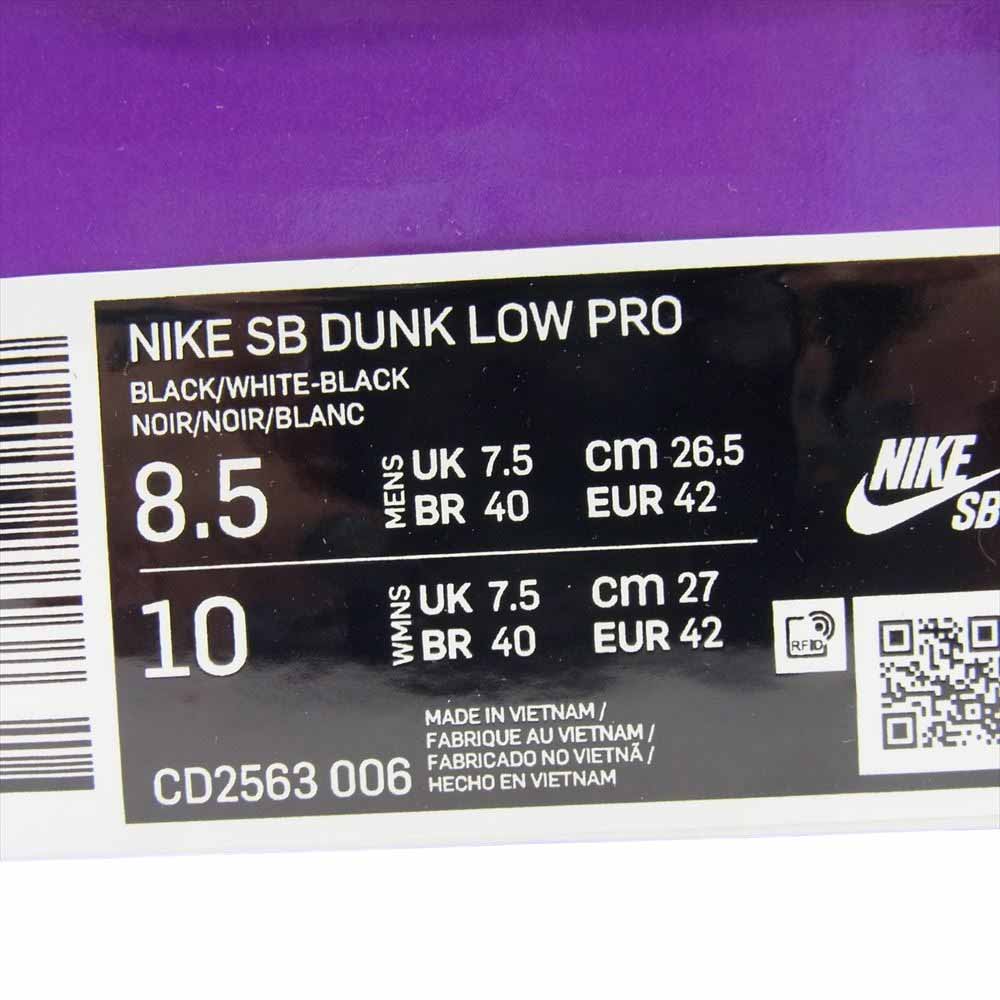 NIKE SB DUNK LOW PRO
BLACK/WHITE-BLACK
NOIR/NOIR/BLANC
8.5 MENS UK 7.5 cm 26.5
BR 40 EUR 42
10 WMNS UK 7.5 cm 27
BR 40 EUR 42
NIKE
SB
RFID
CD2563 006
MADE IN VIETNAM /
FABRIQUE AU VIETNAM /
FABRICADO NO VIETNÃ /
HECHO EN VIETNAM